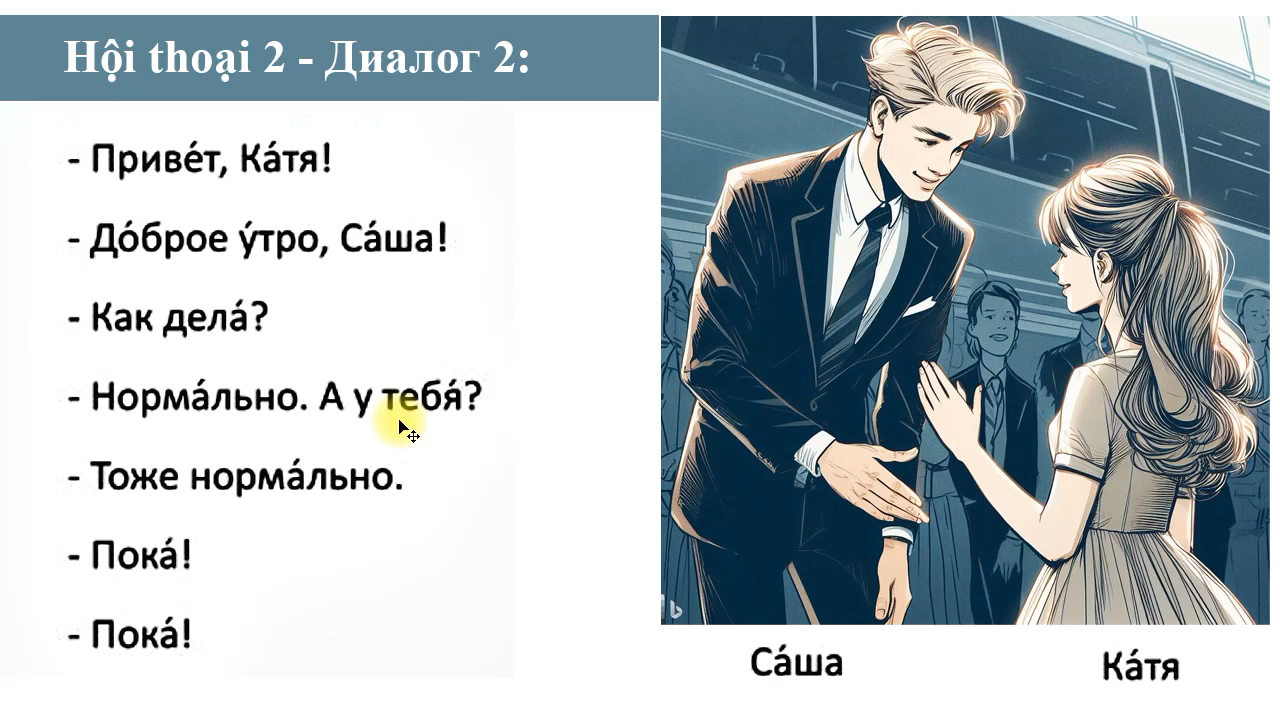 Hội thoại 2 - Диалог 2:
- Приве́т, Ка́тя!
- До́брое у́тро, Са́ша!
- Как дела́?
- Норма́льно. А у тебя́?
- Тоже норма́льно.
- Пока́!
- Пока́!
Са́ша
Ка́тя